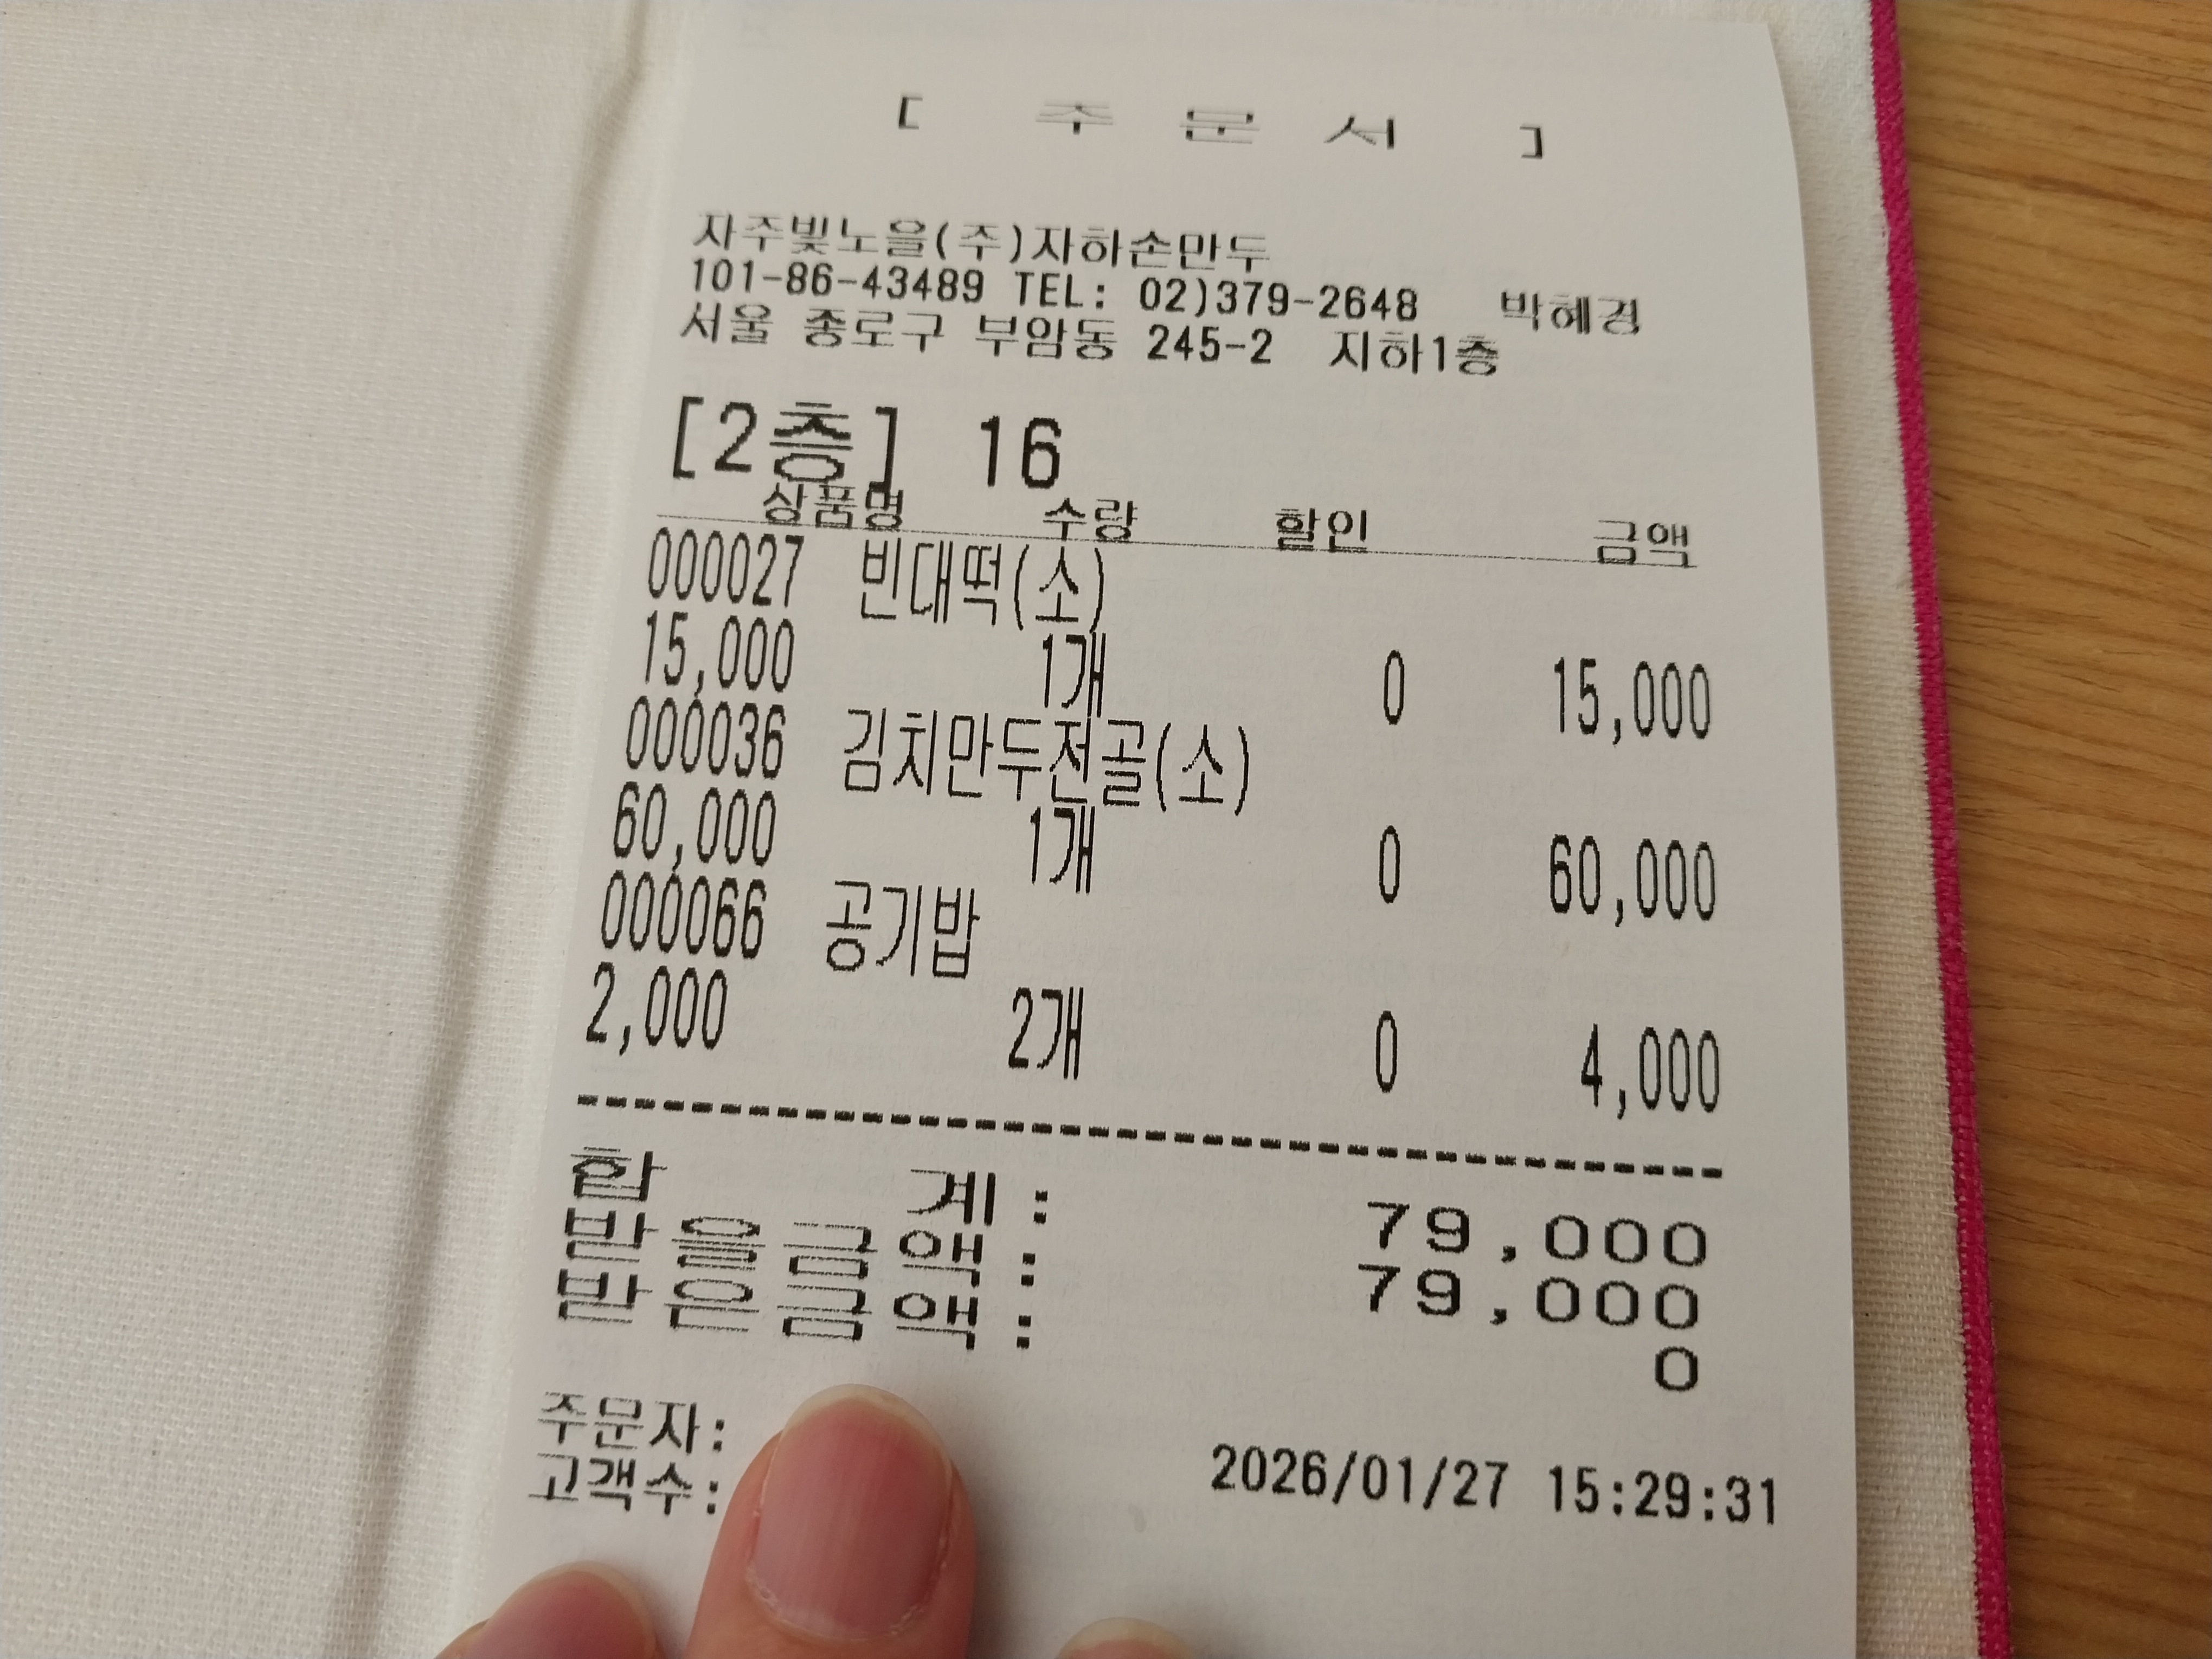 [ 주 문 서 ]
자주빛노을(주)자하손만두
101-86-43489 TEL: 02)379-2648 박혜경
서울 종로구 부암동 245-2 지하1층
[2층] 16
상품명 수량 할인 금액
000027 빈대떡(소)
15,000 1개 0 15,000
000036 김치만두전골(소)
60,000 1개 0 60,000
000066 공기밥
2,000 2개 0 4,000
합 계: 79,000
받을금액: 79,000
받은금액: 0
주문자:
고객수: 2026/01/27 15:29:31